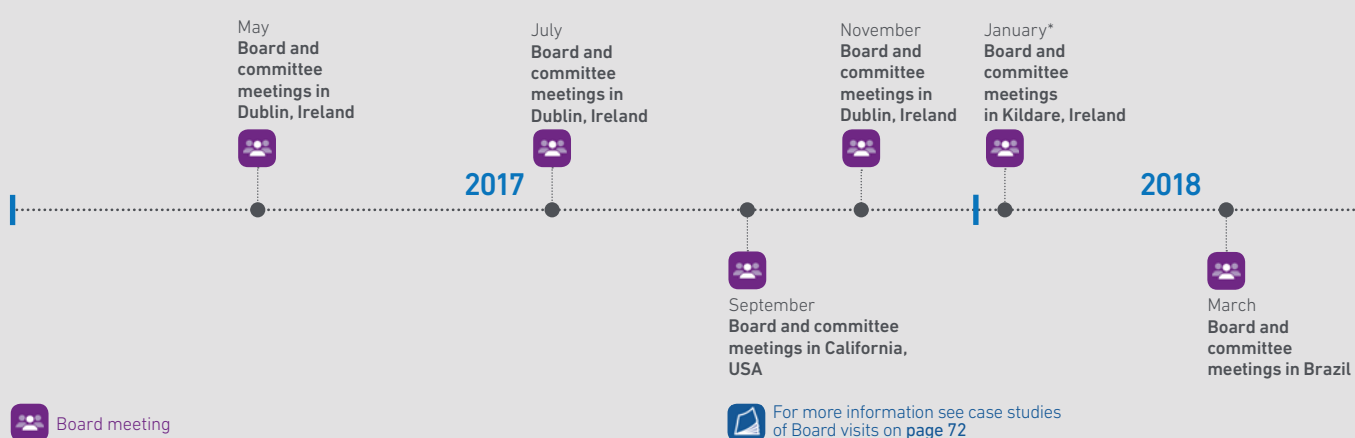 May
Board and
committee
meetings in
Dublin, Ireland
July
Board and
committee
meetings in
Dublin, Ireland
November
Board and
committee
meetings in
Dublin, Ireland
January*
Board and
committee
meetings
in Kildare, Ireland
2017
2018
September
Board and committee
meetings in California,
USA
March
Board and
committee
meetings in Brazil
Board meeting
For more information see case studies
of Board visits on page 72